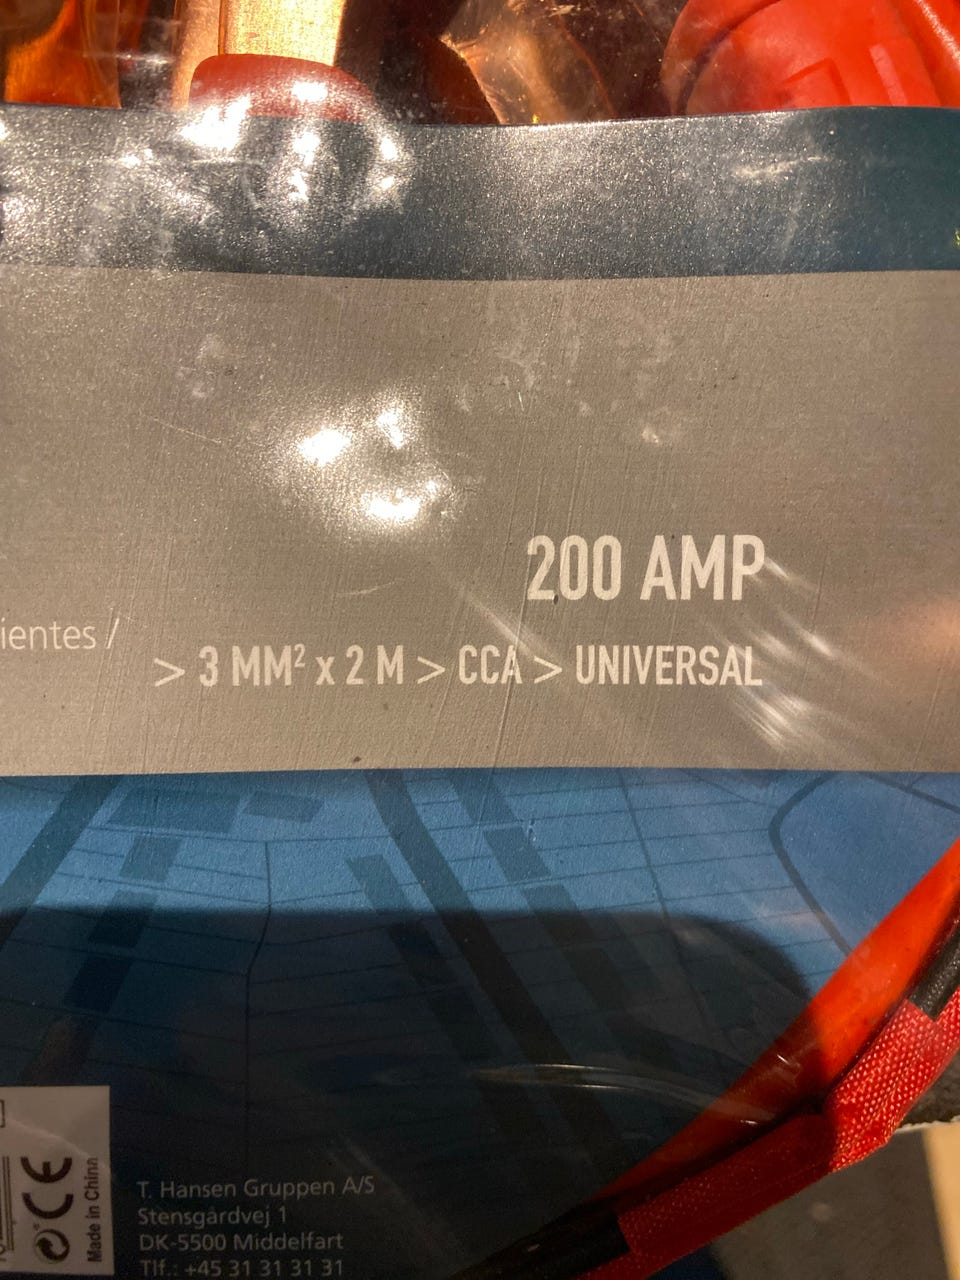 200 AMP
ientes /
> 3 MM² x 2 M > CCA > UNIVERSAL
CE
Made in China
T. Hansen Gruppen A/S
Stensgårdvej 1
DK-5500 Middelfart
Tlf.: +45 31 31 31 31